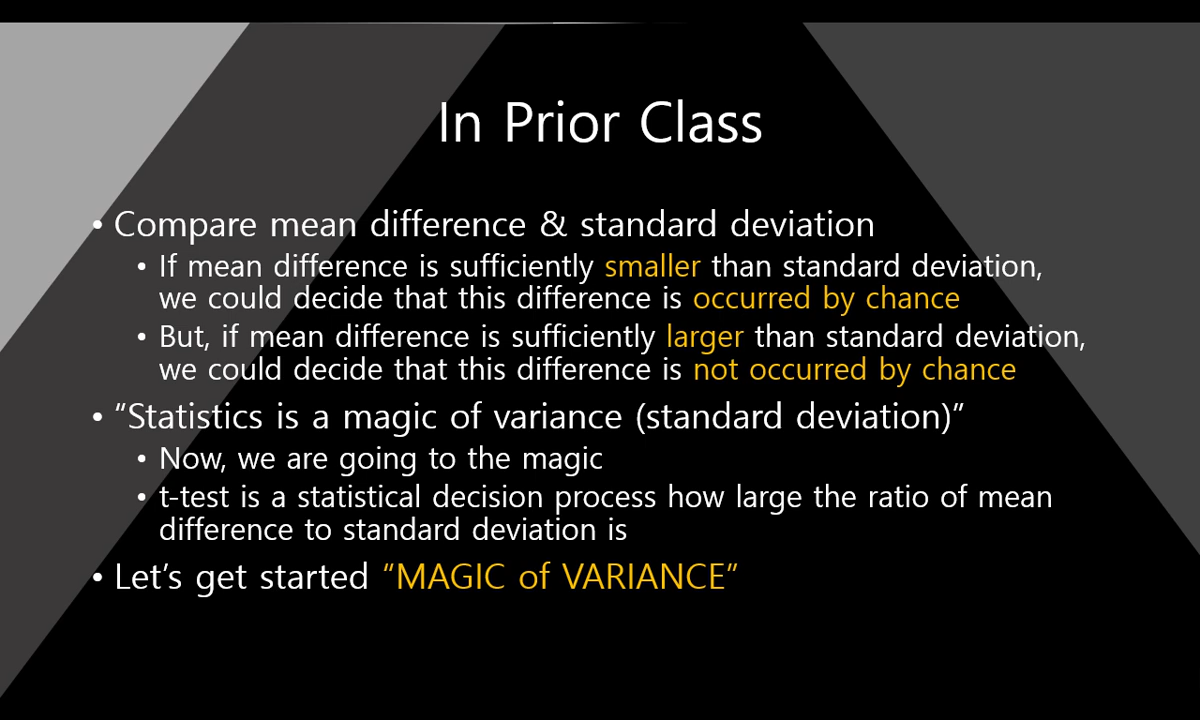 In Prior Class
• Compare mean difference & standard deviation
• If mean difference is sufficiently smaller than standard deviation,
we could decide that this difference is occurred by chance
• But, if mean difference is sufficiently larger than standard deviation,
we could decide that this difference is not occurred by chance
• “Statistics is a magic of variance (standard deviation)”
• Now, we are going to the magic
• t-test is a statistical decision process how large the ratio of mean
difference to standard deviation is
• Let’s get started “MAGIC of VARIANCE”